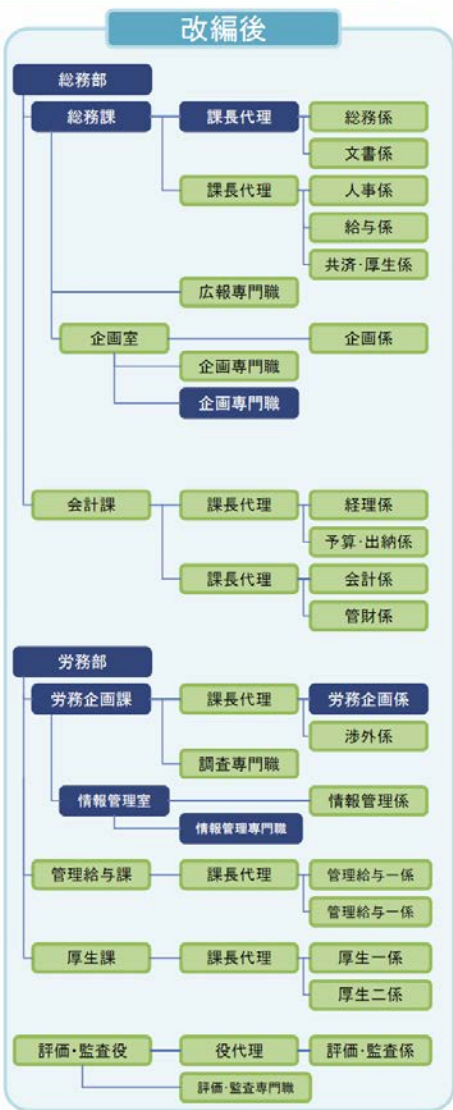 改編後
総務部
総務課 課長代理 総務係
文書係
課長代理 人事係
給与係
共済・厚生係
広報専門職
企画室 企画係
企画専門職
企画専門職
会計課 課長代理 経理係
予算・出納係
課長代理 会計係
管財係
労務部
労務企画課 課長代理 労務企画係
渉外係
調査専門職
情報管理室 情報管理係
情報管理専門職
管理給与課 課長代理 管理給与一係
管理給与一係
厚生課 課長代理 厚生一係
厚生二係
評価・監査役 役代理 評価・監査係
評価・監査専門職